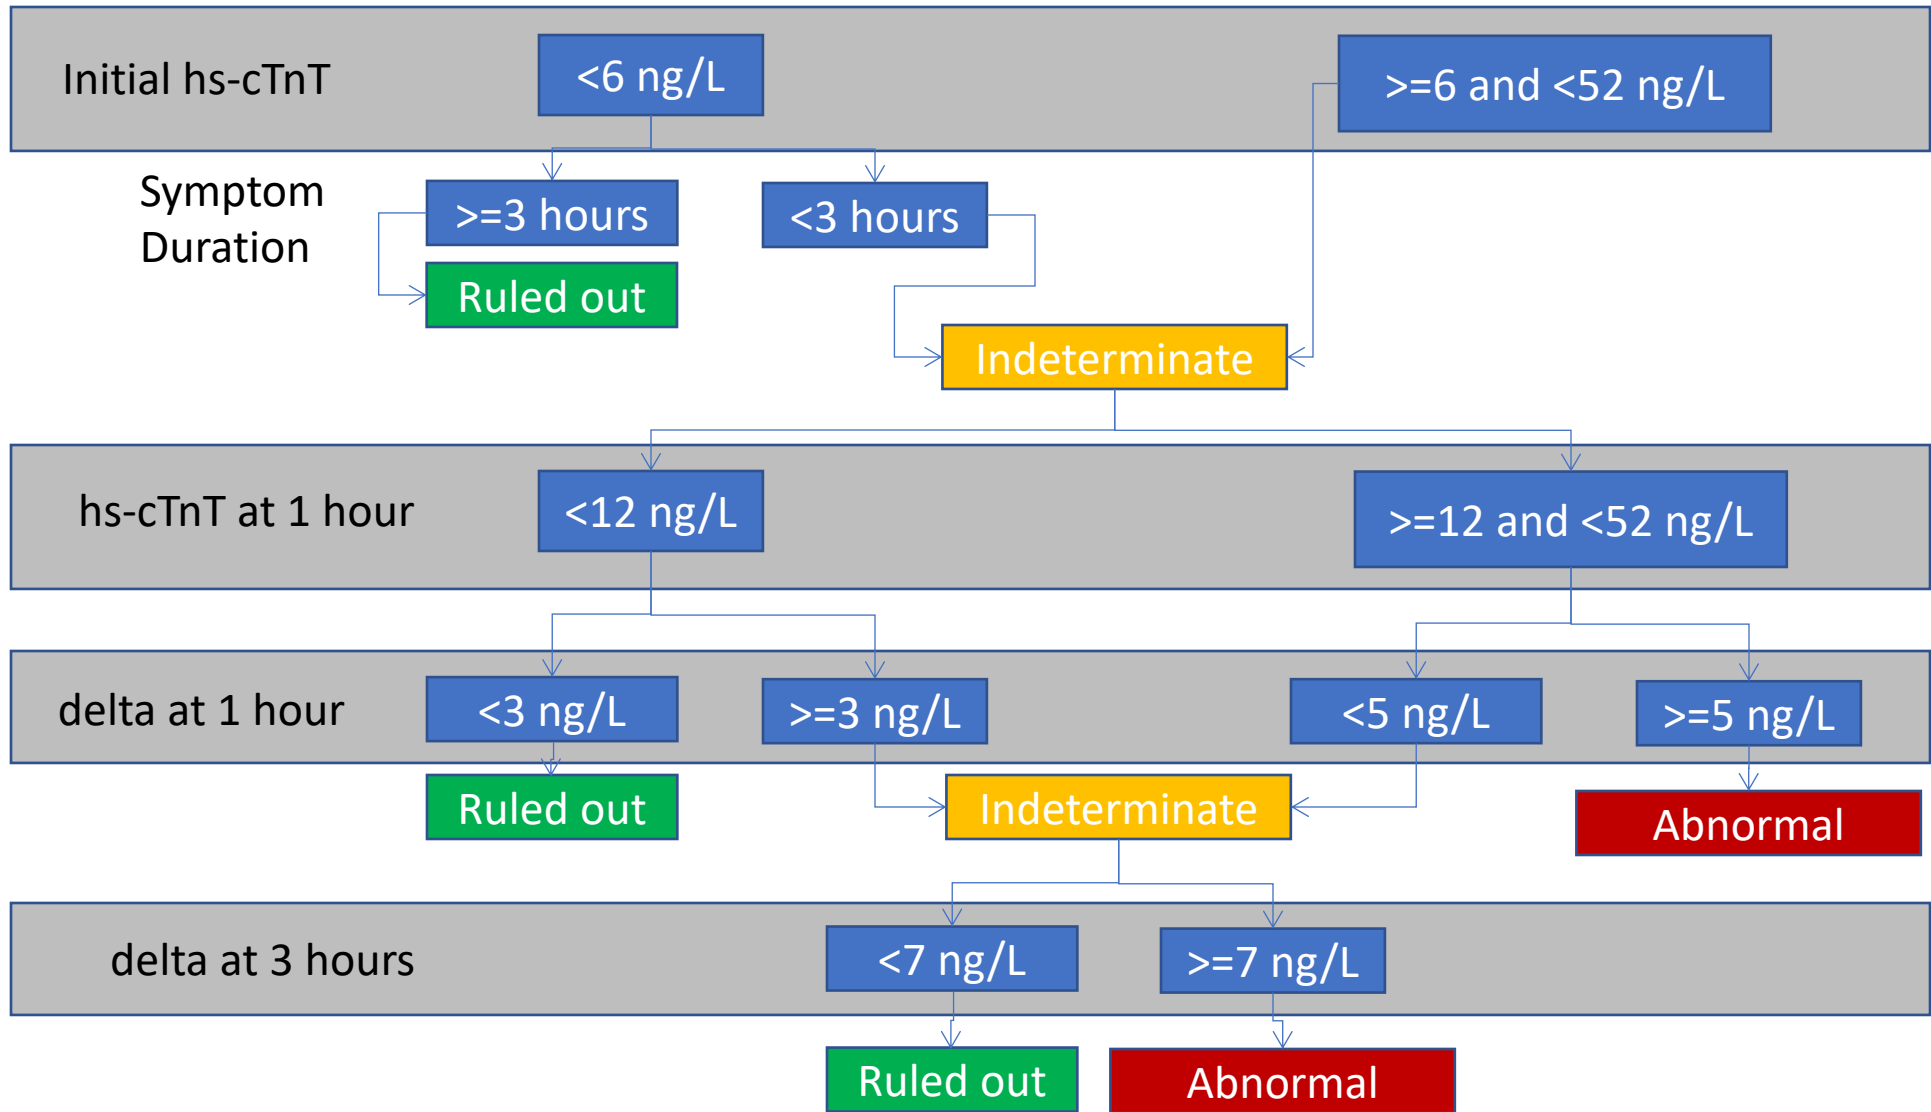 Initial hs-cTnT
<6 ng/L
>=6 and <52 ng/L
Symptom
Duration
>=3 hours
<3 hours
Ruled out
Indeterminate
hs-cTnT at 1 hour
<12 ng/L
>=12 and <52 ng/L
delta at 1 hour
<3 ng/L
>=3 ng/L
<5 ng/L
>=5 ng/L
Ruled out
Indeterminate
Abnormal
delta at 3 hours
<7 ng/L
>=7 ng/L
Ruled out
Abnormal